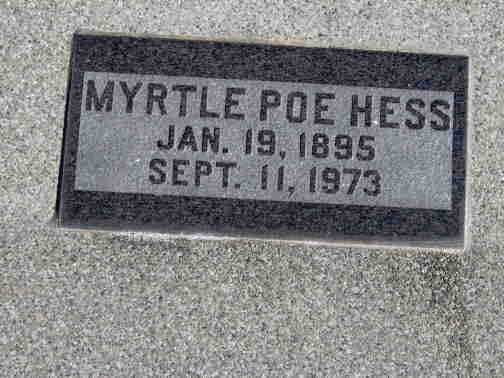 MYRTLE POE HESS
JAN. 19, 1895
SEPT. 11, 1973